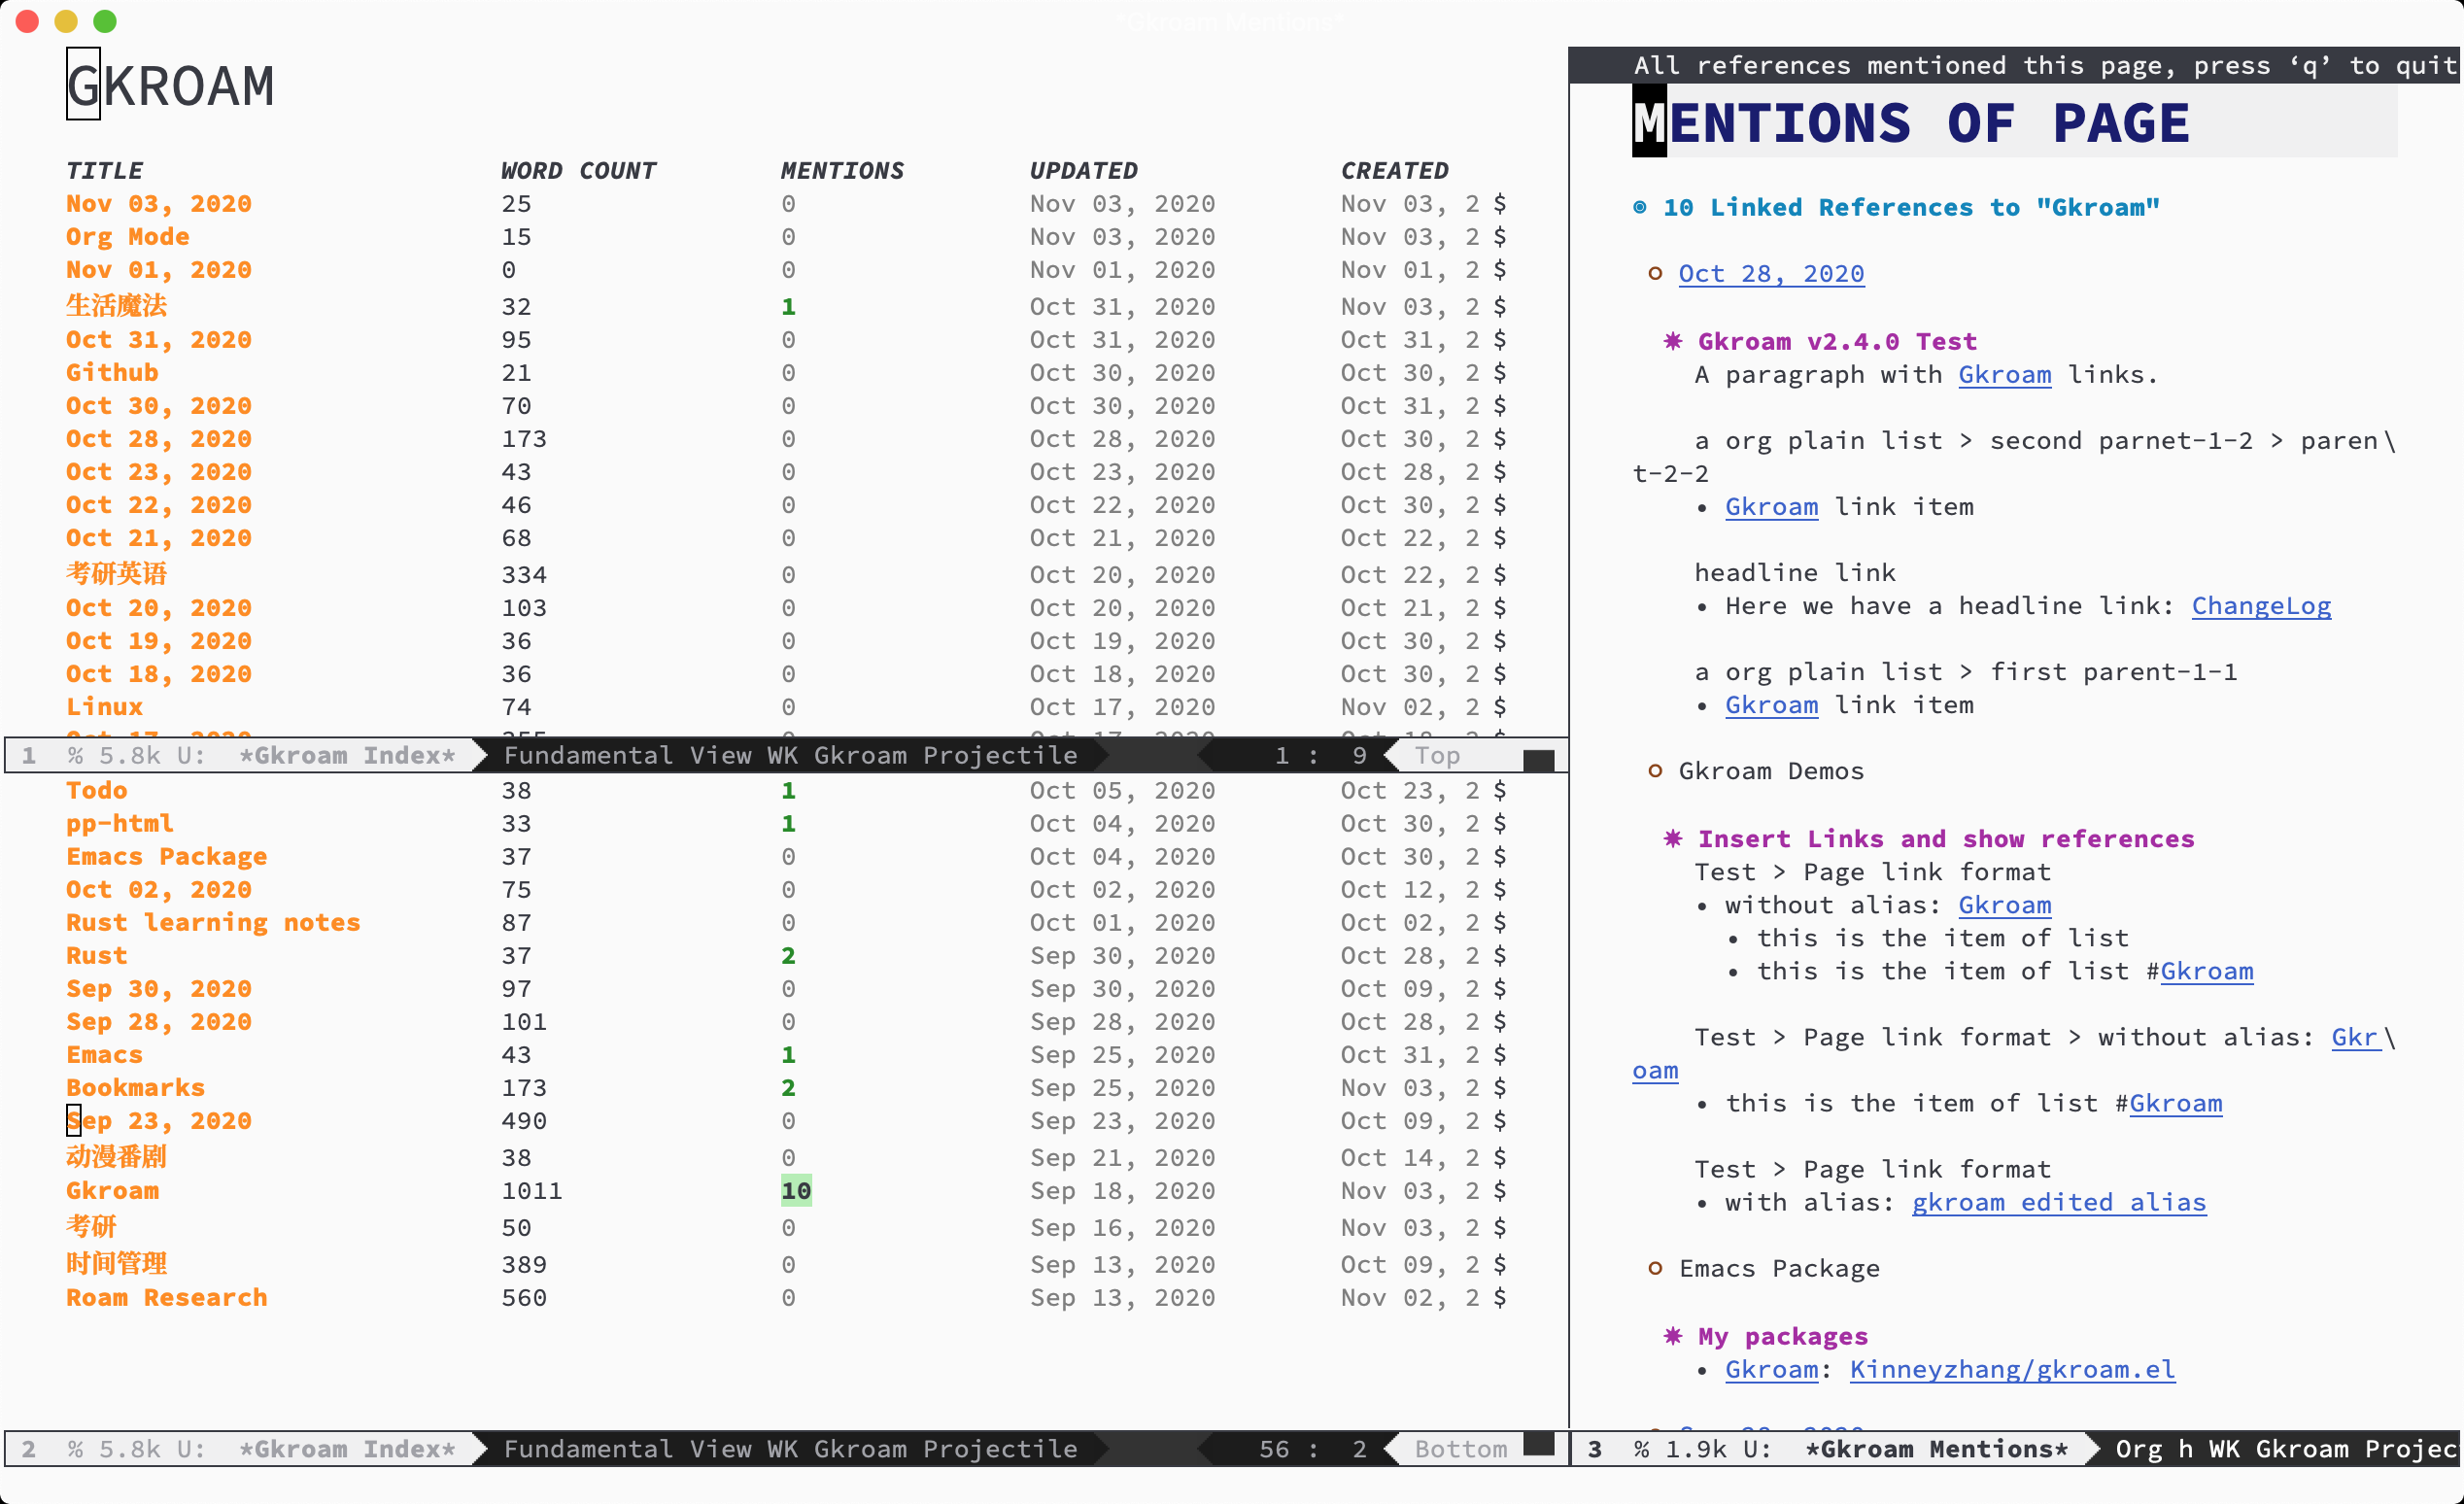 *Gkroam Mentions*
GKROAM
TITLE WORD COUNT MENTIONS UPDATED CREATED
Nov 03, 2020 25 0 Nov 03, 2020 Nov 03, 2 $
Org Mode 15 0 Nov 03, 2020 Nov 03, 2 $
Nov 01, 2020 0 0 Nov 01, 2020 Nov 01, 2 $
生活魔法 32 1 Oct 31, 2020 Nov 03, 2 $
Oct 31, 2020 95 0 Oct 31, 2020 Oct 31, 2 $
Github 21 0 Oct 30, 2020 Oct 30, 2 $
Oct 30, 2020 70 0 Oct 30, 2020 Oct 31, 2 $
Oct 28, 2020 173 0 Oct 28, 2020 Oct 30, 2 $
Oct 23, 2020 43 0 Oct 23, 2020 Oct 28, 2 $
Oct 22, 2020 46 0 Oct 22, 2020 Oct 30, 2 $
Oct 21, 2020 68 0 Oct 21, 2020 Oct 22, 2 $
考研英语 334 0 Oct 20, 2020 Oct 22, 2 $
Oct 20, 2020 103 0 Oct 20, 2020 Oct 21, 2 $
Oct 19, 2020 36 0 Oct 19, 2020 Oct 30, 2 $
Oct 18, 2020 36 0 Oct 18, 2020 Oct 30, 2 $
Linux 74 0 Oct 17, 2020 Nov 02, 2 $
1 % 5.8k U: *Gkroam Index* Fundamental View WK Gkroam Projectile 1 : 9 Top
Todo 38 1 Oct 05, 2020 Oct 23, 2 $
pp-html 33 1 Oct 04, 2020 Oct 30, 2 $
Emacs Package 37 0 Oct 04, 2020 Oct 30, 2 $
Oct 02, 2020 75 0 Oct 02, 2020 Oct 12, 2 $
Rust learning notes 87 0 Oct 01, 2020 Oct 02, 2 $
Rust 37 2 Sep 30, 2020 Oct 28, 2 $
Sep 30, 2020 97 0 Sep 30, 2020 Oct 09, 2 $
Sep 28, 2020 101 0 Sep 28, 2020 Oct 28, 2 $
Emacs 43 1 Sep 25, 2020 Oct 31, 2 $
Bookmarks 173 2 Sep 25, 2020 Nov 03, 2 $
Sep 23, 2020 490 0 Sep 23, 2020 Oct 09, 2 $
动漫番剧 38 0 Sep 21, 2020 Oct 14, 2 $
Gkroam 1011 10 Sep 18, 2020 Nov 03, 2 $
考研 50 0 Sep 16, 2020 Nov 03, 2 $
时间管理 389 0 Sep 13, 2020 Oct 09, 2 $
Roam Research 560 0 Sep 13, 2020 Nov 02, 2 $
2 % 5.8k U: *Gkroam Index* Fundamental View WK Gkroam Projectile 56 : 2 Bottom
All references mentioned this page, press ‘q’ to quit
MENTIONS OF PAGE
10 Linked References to "Gkroam"
Oct 28, 2020
Gkroam v2.4.0 Test
A paragraph with Gkroam links.
a org plain list > second parnet-1-2 > paren\
t-2-2
• Gkroam link item
headline link
• Here we have a headline link: ChangeLog
a org plain list > first parent-1-1
• Gkroam link item
Gkroam Demos
Insert Links and show references
Test > Page link format
• without alias: Gkroam
• this is the item of list
• this is the item of list #Gkroam
Test > Page link format > without alias: Gkr\
oam
• this is the item of list #Gkroam
Test > Page link format
• with alias: gkroam edited alias
Emacs Package
My packages
• Gkroam: Kinneyzhang/gkroam.el
3 % 1.9k U: *Gkroam Mentions* Org h WK Gkroam Projec